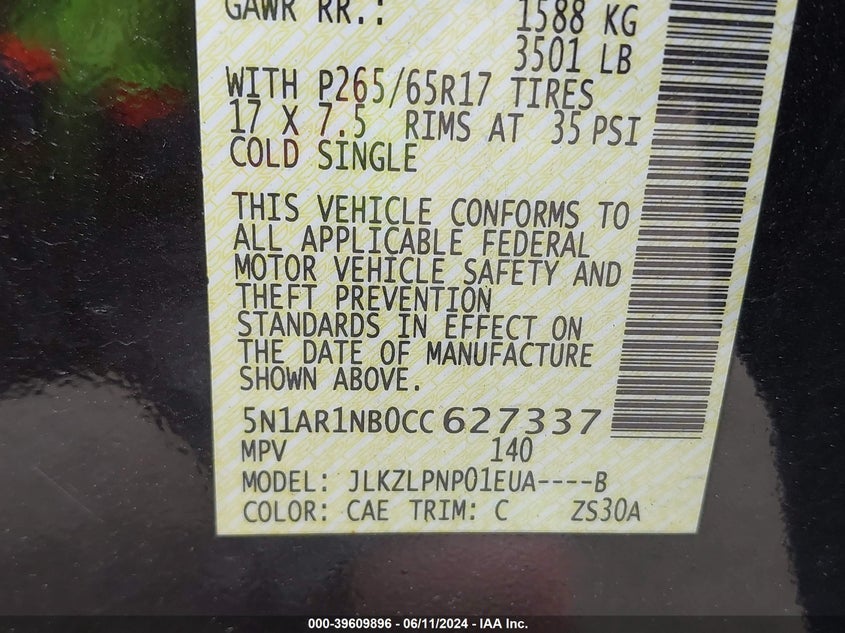 GAWR RR.: 1588 KG
3501 LB
WITH P265/65R17 TIRES
17 X 7.5 RIMS AT 35 PSI
COLD SINGLE
THIS VEHICLE CONFORMS TO
ALL APPLICABLE FEDERAL
MOTOR VEHICLE SAFETY AND
THEFT PREVENTION
STANDARDS IN EFFECT ON
THE DATE OF MANUFACTURE
SHOWN ABOVE.
5N1AR1NB0CC627337
MPV 140
MODEL: JLKZLPNP01EUA----B
COLOR: CAE TRIM: C ZS30A
000-39609896 - 06/11/2024 - IAA Inc.